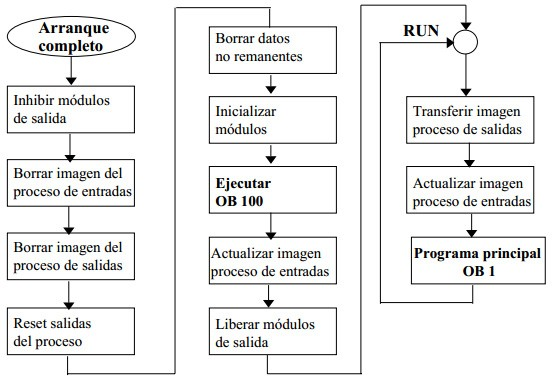 Arranque
completo
Inhibir módulos
de salida
Borrar imagen del
proceso de entradas
Borrar imagen del
proceso de salidas
Reset salidas
del proceso
Borrar datos
no remanentes
Inicializar
módulos
Ejecutar
OB 100
Actualizar imagen
proceso de entradas
Liberar módulos
de salida
RUN
Transferir imagen
proceso de salidas
Actualizar imagen
proceso de entradas
Programa principal
OB 1